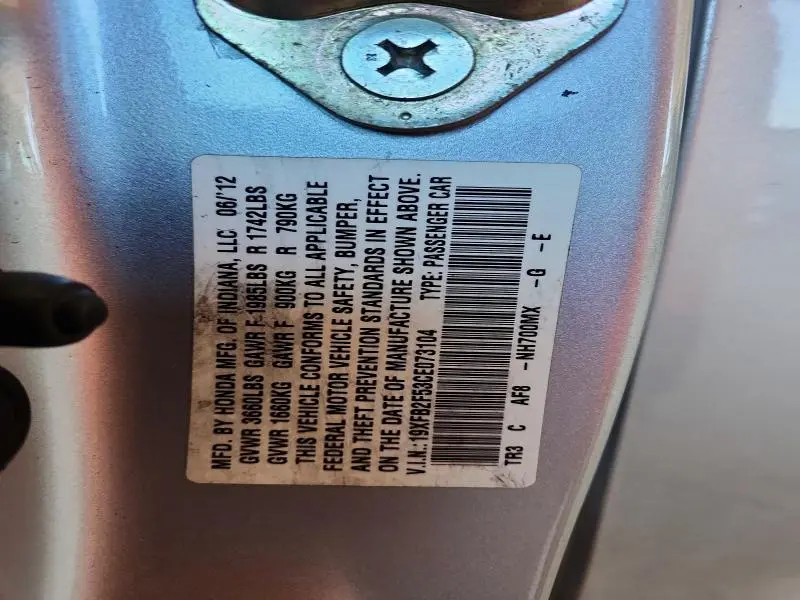 MFD. BY HONDA MFG. OF INDIANA, LLC 06/'12
GVWR 3660LBS GAWR F 1985LBS R 1742LBS
GVWR 1660KG GAWR F 900KG R 790KG
THIS VEHICLE CONFORMS TO ALL APPLICABLE
FEDERAL MOTOR VEHICLE SAFETY, BUMPER,
AND THEFT PREVENTION STANDARDS IN EFFECT
ON THE DATE OF MANUFACTURE SHOWN ABOVE.
V.I.N.: 19XFB2F53CE073104 TYPE: PASSENGER CAR
TR3 C AF8 -NH700MX -G -E